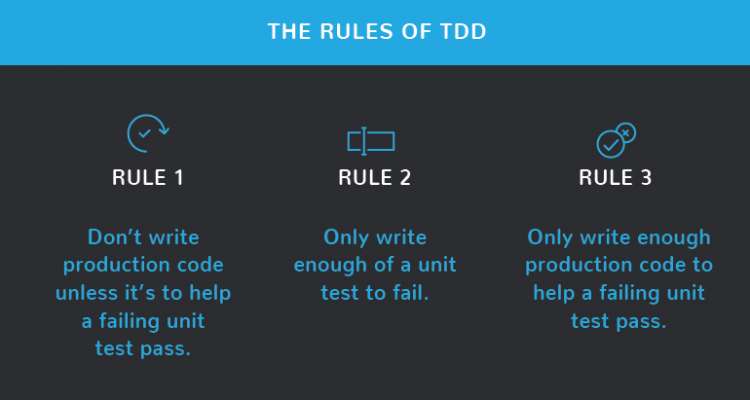 THE RULES OF TDD
RULE 1
Don’t write
production code
unless it’s to help
a failing unit
test pass.
RULE 2
Only write
enough of a unit
test to fail.
RULE 3
Only write enough
production code to
help a failing unit
test pass.